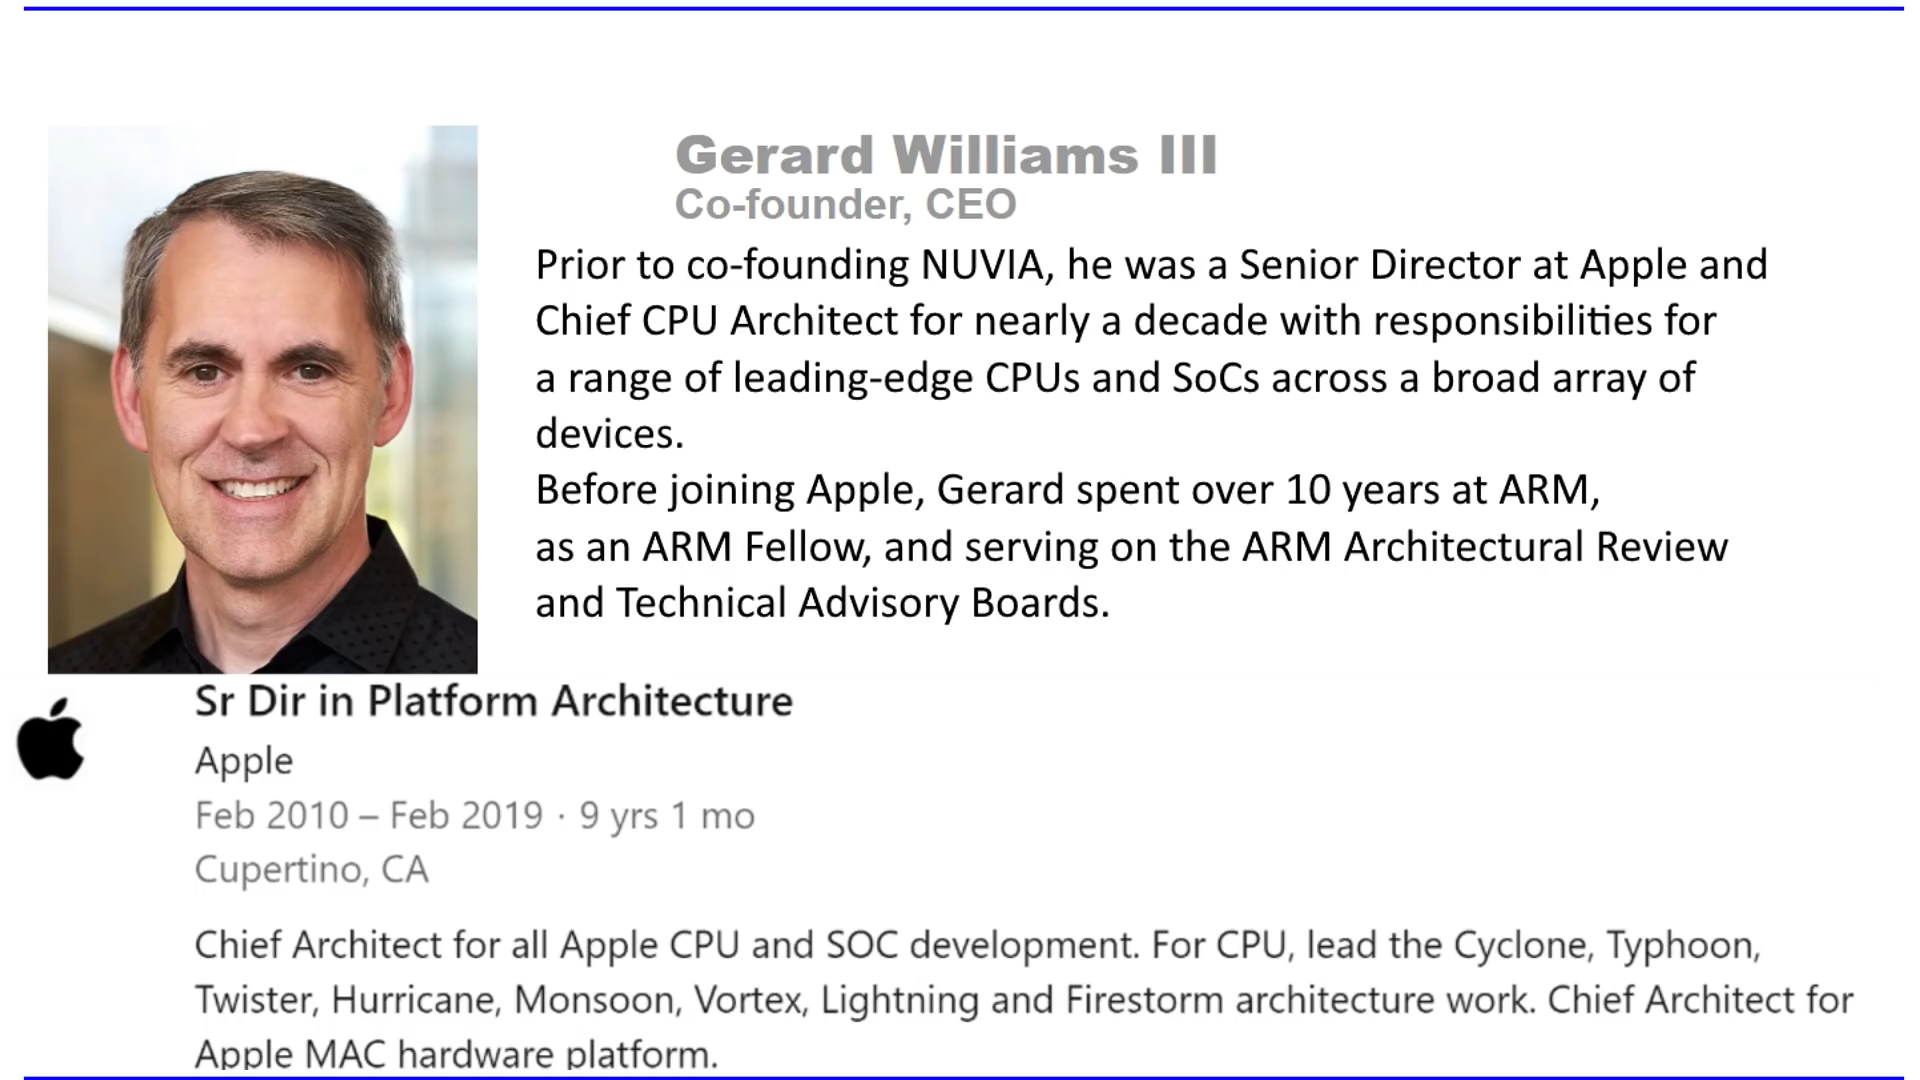 Gerard Williams III
Co-founder, CEO
Prior to co-founding NUVIA, he was a Senior Director at Apple and
Chief CPU Architect for nearly a decade with responsibilities for
a range of leading-edge CPUs and SoCs across a broad array of
devices.
Before joining Apple, Gerard spent over 10 years at ARM,
as an ARM Fellow, and serving on the ARM Architectural Review
and Technical Advisory Boards.
Sr Dir in Platform Architecture
Apple
Feb 2010 – Feb 2019 · 9 yrs 1 mo
Cupertino, CA
Chief Architect for all Apple CPU and SOC development. For CPU, lead the Cyclone, Typhoon,
Twister, Hurricane, Monsoon, Vortex, Lightning and Firestorm architecture work. Chief Architect for
Apple MAC hardware platform.